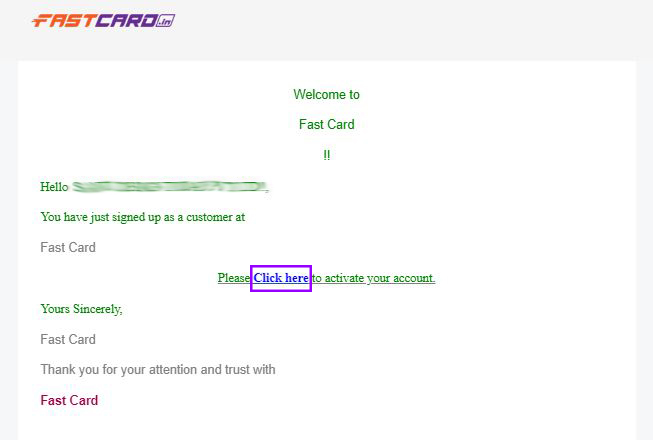 FASTCARD.in
Welcome to
Fast Card
!!
Hello
You have just signed up as a customer at
Fast Card
Please Click here to activate your account.
Yours Sincerely,
Fast Card
Thank you for your attention and trust with
Fast Card